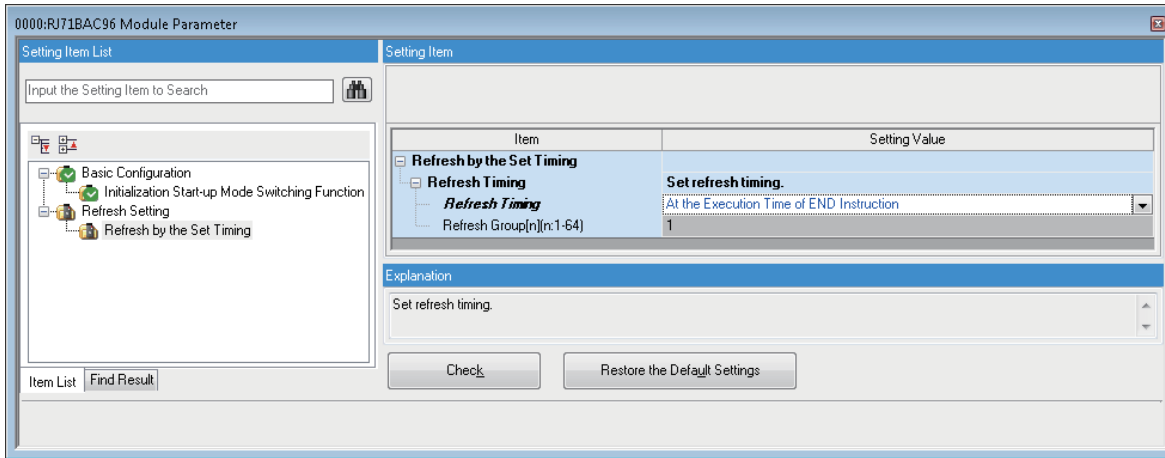 0000:RJ71BAC96 Module Parameter
Setting Item List
Input the Setting Item to Search
Basic Configuration
Initialization Start-up Mode Switching Function
Refresh Setting
Refresh by the Set Timing
Item List
Find Result
Setting Item
Item
Setting Value
Refresh by the Set Timing
Refresh Timing
Set refresh timing.
Refresh Timing
At the Execution Time of END Instruction
Refresh Group[n](n:1-64)
1
Explanation
Set refresh timing.
Check
Restore the Default Settings